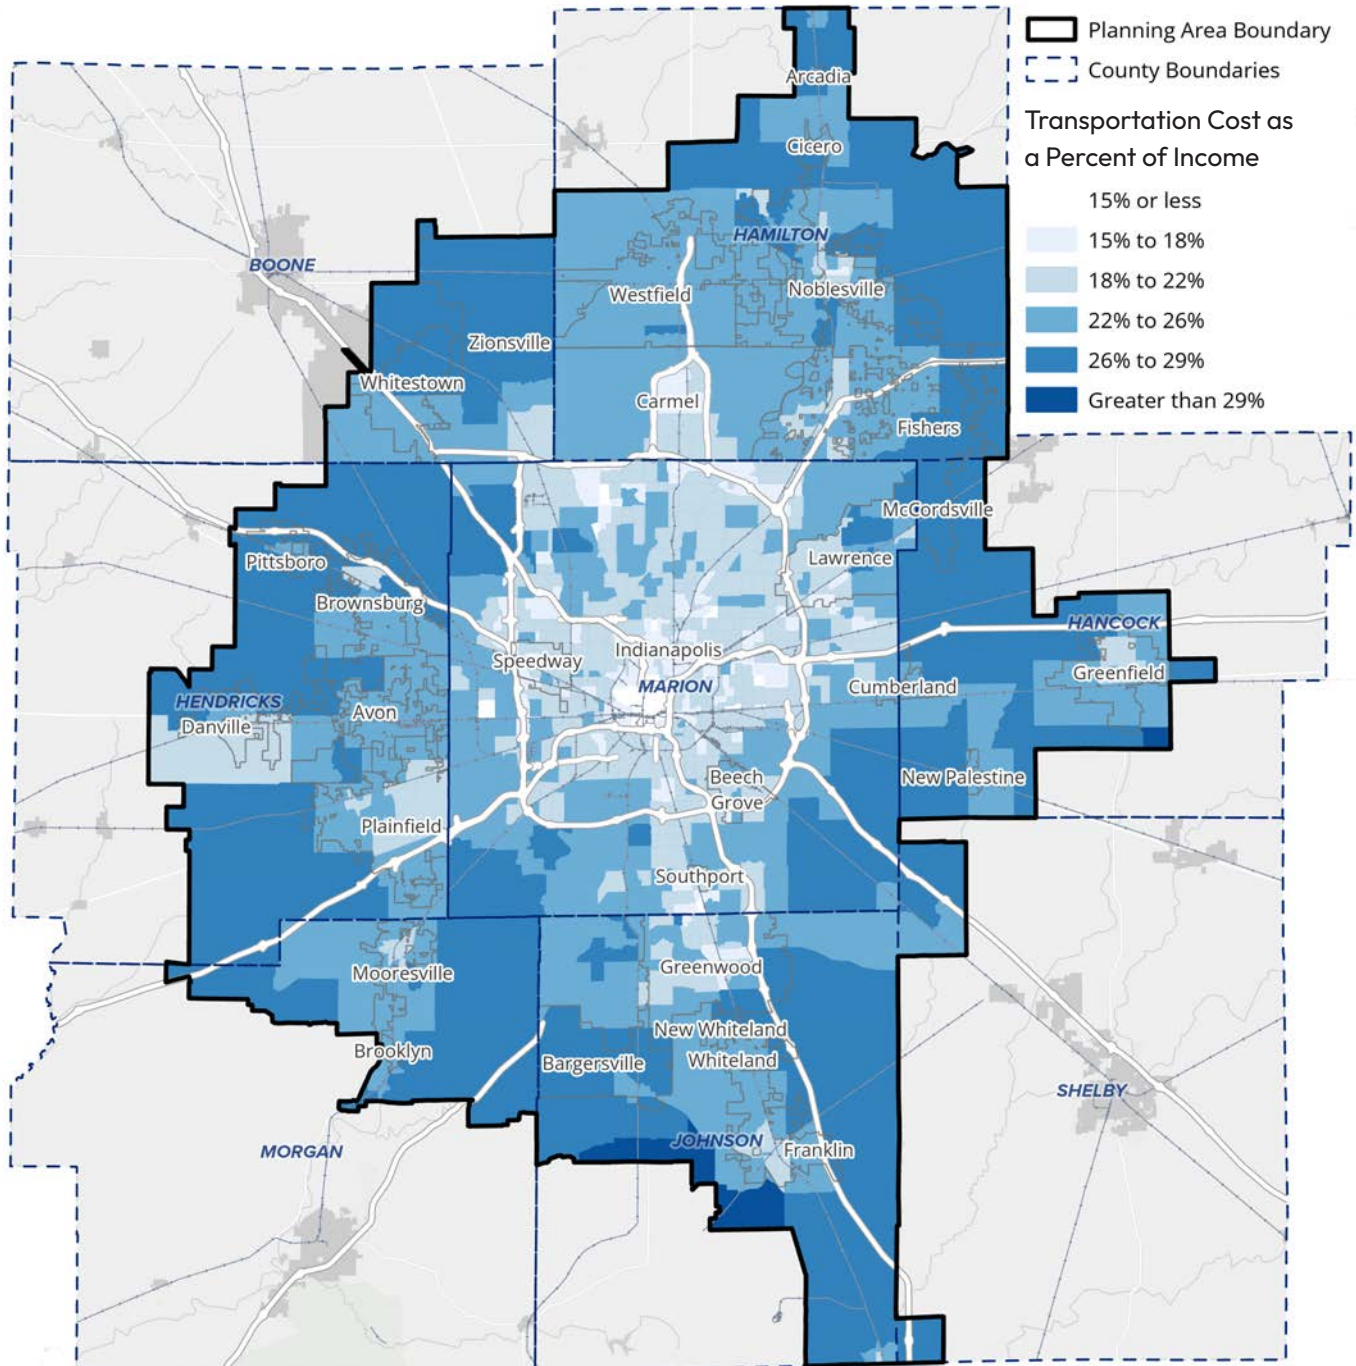 Planning Area Boundary
County Boundaries
Transportation Cost as
a Percent of Income
15% or less
15% to 18%
18% to 22%
22% to 26%
26% to 29%
Greater than 29%
Arcadia
Cicero
HAMILTON
BOONE
Westfield
Noblesville
Zionsville
Whitestown
Carmel
Fishers
McCordsville
Pittsboro
Lawrence
Brownsburg
HANCOCK
Indianapolis
Speedway
Greenfield
MARION
Cumberland
HENDRICKS
Danville
Avon
Beech
Grove
New Palestine
Plainfield
Southport
Mooresville
Greenwood
New Whiteland
Whiteland
Brooklyn
Bargersville
SHELBY
MORGAN
JOHNSON
Franklin